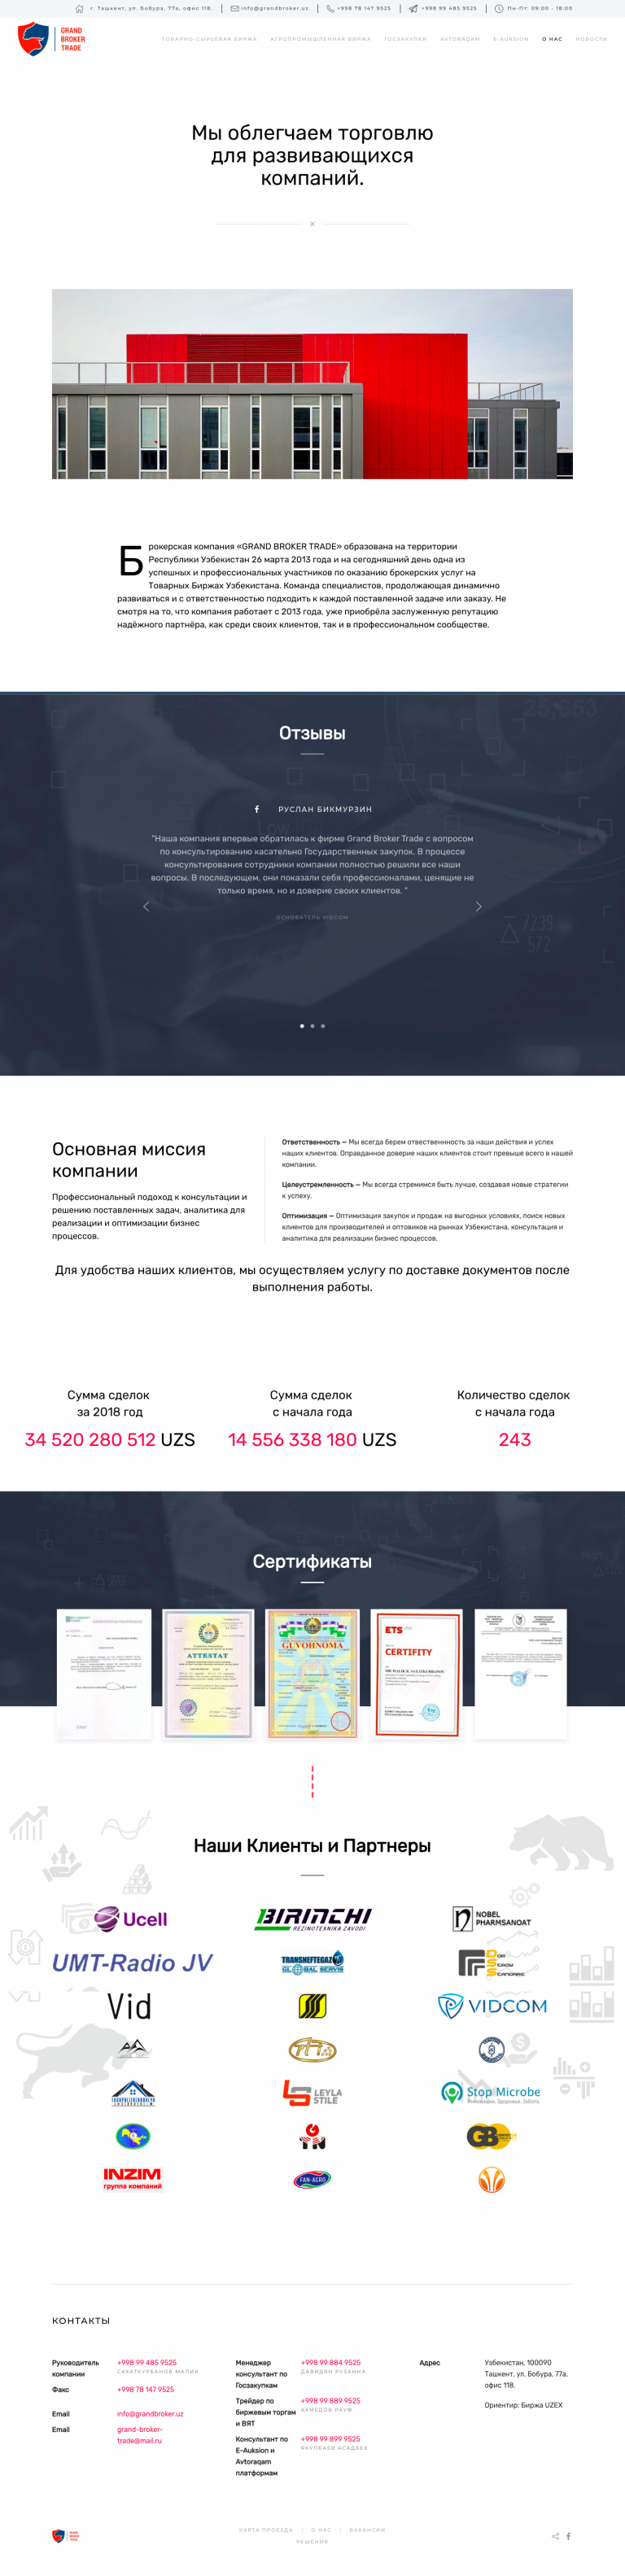 г. Ташкент, ул. Бобура, 77а, офис 118.
info@grandbroker.uz
+998 78 147 9525
+998 99 485 9525
Пн-Пт: 09:00 - 18:00
GRAND
BROKER
TRADE
ТОВАРНО-СЫРЬЕВАЯ БИРЖА
АГРОПРОМЫШЛЕННАЯ БИРЖА
ГОСЗАКУПКИ
AVTORAQAM
E-AUKSION
О НАС
НОВОСТИ
Мы облегчаем торговлю
для развивающихся
компаний.
Брокерская компания «GRAND BROKER TRADE» образована на территории
Республики Узбекистан 26 марта 2013 года и на сегодняшний день одна из
успешных и профессиональных участников по оказанию брокерских услуг на
Товарных Биржах Узбекистана. Команда специалистов, продолжающая динамично
развиваться и с ответственностью подходить к каждой поставленной задаче или заказу. Не
смотря на то, что компания работает с 2013 года, уже приобрёла заслуженную репутацию
надёжного партнёра, как среди своих клиентов, так и в профессиональном сообществе.
25,653
Отзывы
РУСЛАН БИКМУРЗИН
LOW
"Наша компания впервые обратилась к фирме Grand Broker Trade с вопросом
по консультированию касательно Государственных закупок. В процессе
консультирования сотрудники компании полностью решили все наши
вопросы. В последующем, они показали себя профессионалами, ценящие не
только время, но и доверие своих клиентов. "
ОСНОВАТЕЛЬ VIDCOM
7239
572
Основная миссия
компании
Профессиональный подоход к консультации и
решению поставленных задач, аналитика для
реализации и оптимизации бизнес
процессов.
Ответственность — Мы всегда берем ответственнность за наши действия и успех
наших клиентов. Оправданное доверие наших клиентов стоит превыше всего в нашей
компании.
Целеустремленность — Мы всегда стремимся быть лучше, создавая новые стратегии
к успеху.
Оптимизация — Оптимизация закупок и продаж на выгодных условиях, поиск новых
клиентов для производителей и оптовиков на рынках Узбекистана, консультация и
аналитика для реализации бизнес процессов.
Для удобства наших клиентов, мы осуществляем услугу по доставке документов после
выполнения работы.
Сумма сделок
за 2018 год
34 520 280 512 UZS
Сумма сделок
с начала года
14 556 338 180 UZS
Количество сделок
с начала года
243
Сертификаты
ATTESTAT
GUVOHNOMA
ETS
CERTIFITY
Наши Клиенты и Партнеры
Ucell
BIRINCHI
REZINOTEXNIKA ZAVODI
NOBEL
PHARMSANOAT
UMT-Radio JV
TRANSNEFTEGAZ
GLOBAL SERVIS
Vid
VIDCOM
LEYLA
STILE
Stop Microbe
GB
INZIM
группа компаний
FAN-AGRO
КОНТАКТЫ
Руководитель
компании
+998 99 485 9525
САХАТКУРБАНОВ МАЛИК
Факс
+998 78 147 9525
Email
info@grandbroker.uz
Email
grand-broker-
trade@mail.ru
Менеджер
консультант по
Госзакупкам
+998 99 884 9525
ДАВИДЯН РУЗАННА
Трейдер по
биржевым торгам
и ВЯТ
+998 99 889 9525
АХМЕДОВ РАУФ
Консультант по
E-Auksion и
Avtoraqam
платформам
+998 99 899 9525
ЯКУПБАЕВ АСАДБЕК
Адрес
Узбекистан, 100090
Ташкент, ул. Бобура, 77а,
офис 118.
Ориентир: Биржа UZEX
GRAND
BROKER
TRADE
КАРТА ПРОЕЗДА
О НАС
ВАКАНСИИ
РЕШЕНИЯ